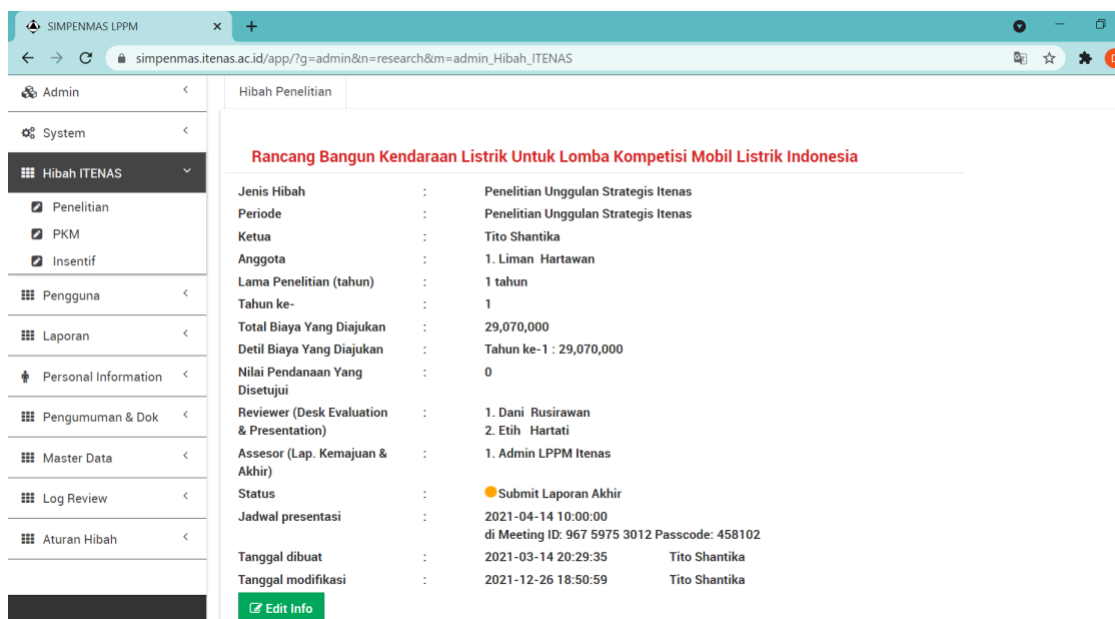 SIMPENMAS LPPM
simpenmas.itenas.ac.id/app/?g=admin&n=research&m=admin_Hibah_ITENAS
Admin
System
Hibah ITENAS
Penelitian
PKM
Insentif
Pengguna
Laporan
Personal Information
Pengumuman & Dok
Master Data
Log Review
Aturan Hibah
Hibah Penelitian
Rancang Bangun Kendaraan Listrik Untuk Lomba Kompetisi Mobil Listrik Indonesia
Jenis Hibah : Penelitian Unggulan Strategis Itenas
Periode : Penelitian Unggulan Strategis Itenas
Ketua : Tito Shantika
Anggota : 1. Liman Hartawan
Lama Penelitian (tahun) : 1 tahun
Tahun ke- : 1
Total Biaya Yang Diajukan : 29,070,000
Detil Biaya Yang Diajukan : Tahun ke-1 : 29,070,000
Nilai Pendanaan Yang : 0
Disetujui
Reviewer (Desk Evaluation : 1. Dani Rusirawan
& Presentation) 2. Etih Hartati
Assesor (Lap. Kemajuan & : 1. Admin LPPM Itenas
Akhir)
Status : Submit Laporan Akhir
Jadwal presentasi : 2021-04-14 10:00:00
di Meeting ID: 967 5975 3012 Passcode: 458102
Tanggal dibuat : 2021-03-14 20:29:35 Tito Shantika
Tanggal modifikasi : 2021-12-26 18:50:59 Tito Shantika
Edit Info